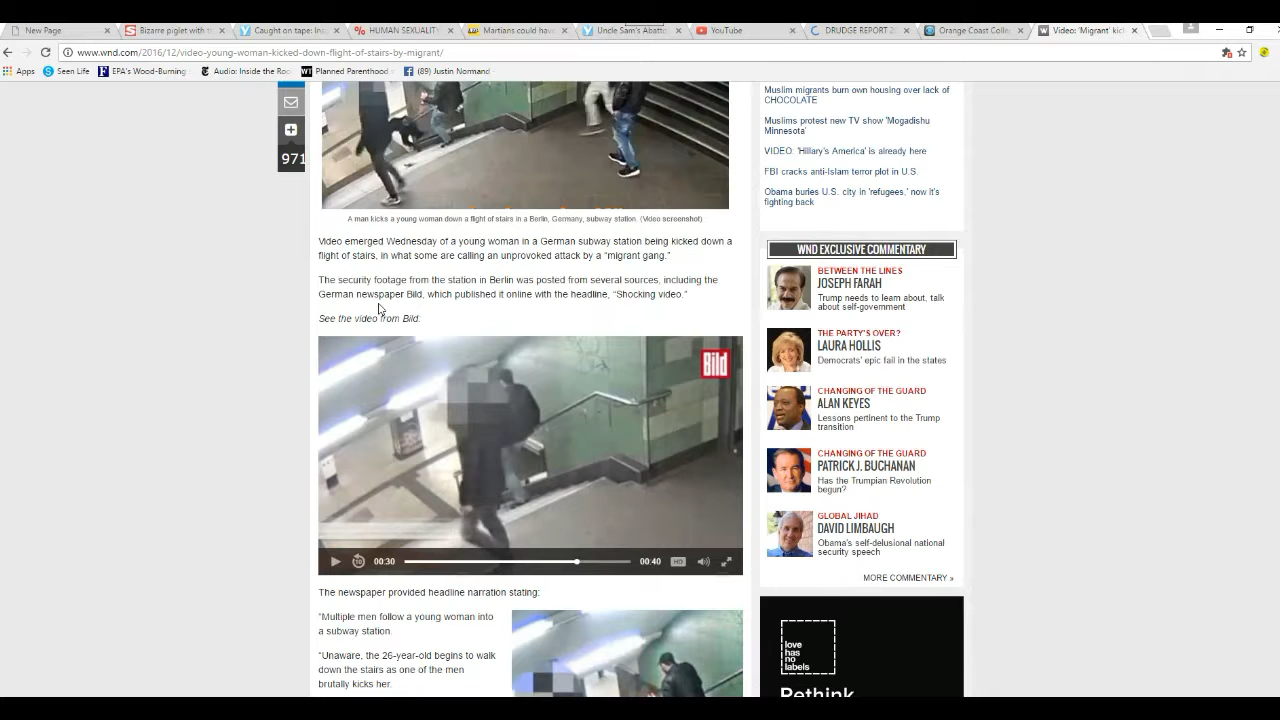 New Page
Bizarre piglet with t
Caught on tape: Ins
HUMAN SEXUALIT
Martians could hav
Uncle Sam's Abatto
YouTube
DRUDGE REPORT 2
Orange Coast Colle
Video: 'Migrant' kic
www.wnd.com/2016/12/video-young-woman-kicked-down-flight-of-stairs-by-migrant/
Apps
Seen Life
EPA's Wood-Burning
Audio: Inside the Roo
Planned Parenthood
(89) Justin Normand
971
A man kicks a young woman down a flight of stairs in a Berlin, Germany, subway station. (Video screenshot)
Video emerged Wednesday of a young woman in a German subway station being kicked down a
flight of stairs, in what some are calling an unprovoked attack by a “migrant gang.”
The security footage from the station in Berlin was posted from several sources, including the
German newspaper Bild, which published it online with the headline, “Shocking video.”
See the video from Bild:
Bild
00:30
00:40
HD
The newspaper provided headline narration stating:
“Multiple men follow a young woman into
a subway station.
“Unaware, the 26-year-old begins to walk
down the stairs as one of the men
brutally kicks her.
Muslim migrants burn own housing over lack of
CHOCOLATE
Muslims protest new TV show 'Mogadishu
Minnesota'
VIDEO: 'Hillary's America' is already here
FBI cracks anti-Islam terror plot in U.S.
Obama buries U.S. city in 'refugees,' now it's
fighting back
WND EXCLUSIVE COMMENTARY
BETWEEN THE LINES
JOSEPH FARAH
Trump needs to learn about, talk
about self-government
THE PARTY'S OVER?
LAURA HOLLIS
Democrats' epic fail in the states
CHANGING OF THE GUARD
ALAN KEYES
Lessons pertinent to the Trump
transition
CHANGING OF THE GUARD
PATRICK J. BUCHANAN
Has the Trumpian Revolution
begun?
GLOBAL JIHAD
DAVID LIMBAUGH
Obama's self-delusional national
security speech
MORE COMMENTARY »
love
has
no
labels
Rethink